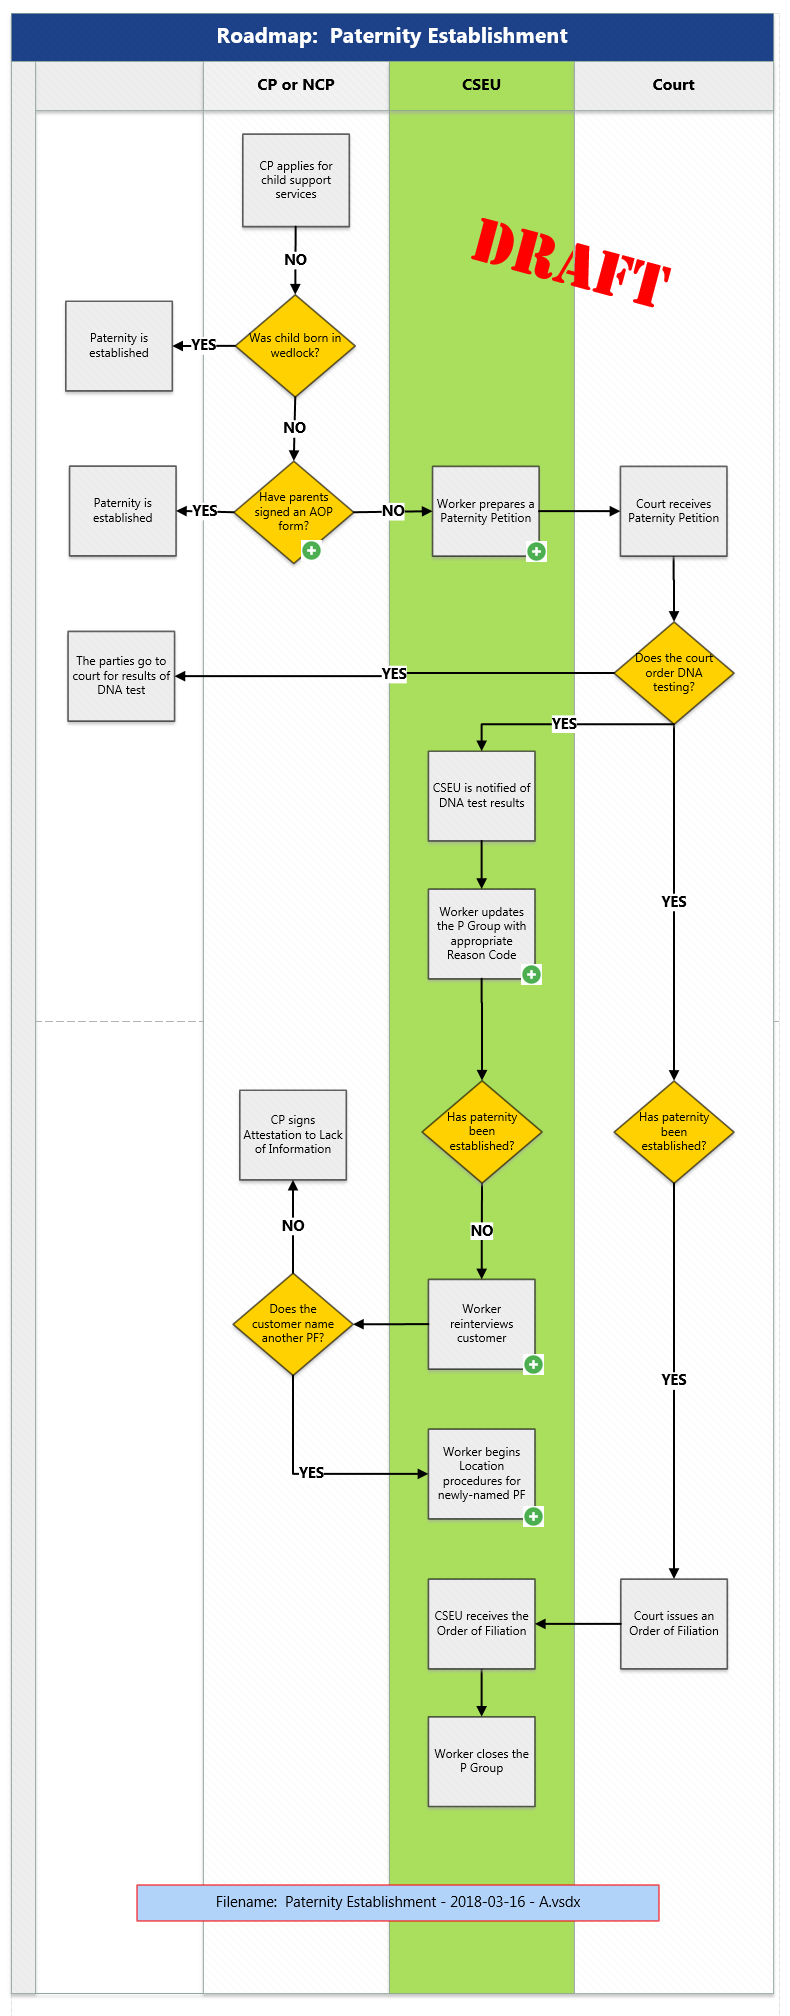 Roadmap:  Paternity Establishment
CP or NCP
CSEU
Court
CP applies for
child support
services
DRAFT
NO
Was child born in
wedlock?
YES
Paternity is
established
NO
Have parents
signed an AOP
form?
YES
Paternity is
established
NO
Worker prepares a
Paternity Petition
Court receives
Paternity Petition
Does the court
order DNA
testing?
YES
The parties go to
court for results of
DNA test
YES
CSEU is notified of
DNA test results
YES
Worker updates
the P Group with
appropriate
Reason Code
Has paternity
been
established?
Has paternity
been
established?
CP signs
Attestation to Lack
of Information
NO
NO
Worker
reinterviews
customer
Does the
customer name
another PF?
YES
YES
Worker begins
Location
procedures for
newly-named PF
Court issues an
Order of Filiation
CSEU receives the
Order of Filiation
Worker closes the
P Group
Filename:  Paternity Establishment - 2018-03-16 - A.vsdx